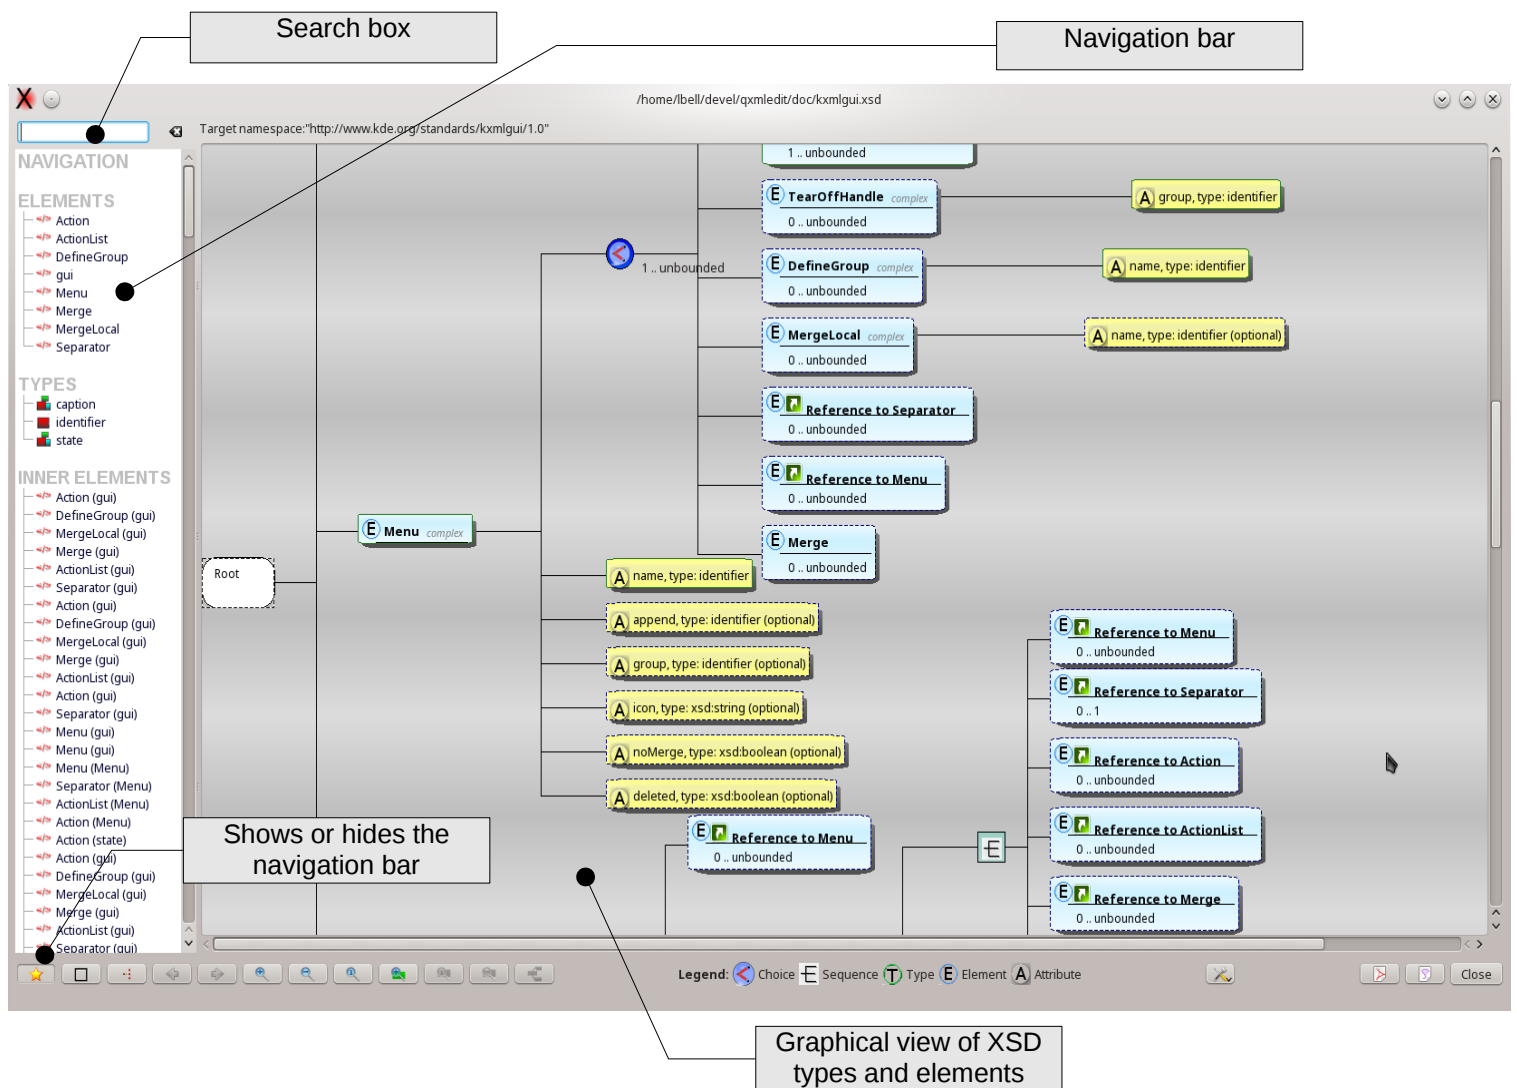 Search box
Navigation bar
/home/lbell/devel/qxmledit/doc/kxmlgui.xsd
Target namespace:"http://www.kde.org/standards/kxmlgui/1.0"
NAVIGATION
ELEMENTS
Action
ActionList
DefineGroup
gui
Menu
Merge
MergeLocal
Separator
TYPES
caption
identifier
state
INNER ELEMENTS
Action (gui)
DefineGroup (gui)
MergeLocal (gui)
Merge (gui)
ActionList (gui)
Separator (gui)
Action (gui)
DefineGroup (gui)
MergeLocal (gui)
Merge (gui)
ActionList (gui)
Action (gui)
Separator (gui)
Menu (gui)
Menu (gui)
Menu (Menu)
Separator (Menu)
ActionList (Menu)
Action (Menu)
Action (state)
Action (gui)
DefineGroup (gui)
MergeLocal (gui)
Merge (gui)
ActionList (gui)
Separator (gui)
Root
E Menu complex
1 .. unbounded
1 .. unbounded
E TearOffHandle complex
0 .. unbounded
A group, type: identifier
E DefineGroup complex
0 .. unbounded
A name, type: identifier
E MergeLocal complex
0 .. unbounded
A name, type: identifier (optional)
E Reference to Separator
0 .. unbounded
E Reference to Menu
0 .. unbounded
E Merge
0 .. unbounded
A name, type: identifier
A append, type: identifier (optional)
A group, type: identifier (optional)
A icon, type: xsd:string (optional)
A noMerge, type: xsd:boolean (optional)
A deleted, type: xsd:boolean (optional)
E Reference to Menu
0 .. unbounded
E Reference to Menu
0 .. unbounded
E Reference to Separator
0 .. 1
E Reference to Action
0 .. unbounded
E Reference to ActionList
0 .. unbounded
E Reference to Merge
0 .. unbounded
Shows or hides the
navigation bar
Legend: Choice Sequence T Type E Element A Attribute
Close
Graphical view of XSD
types and elements